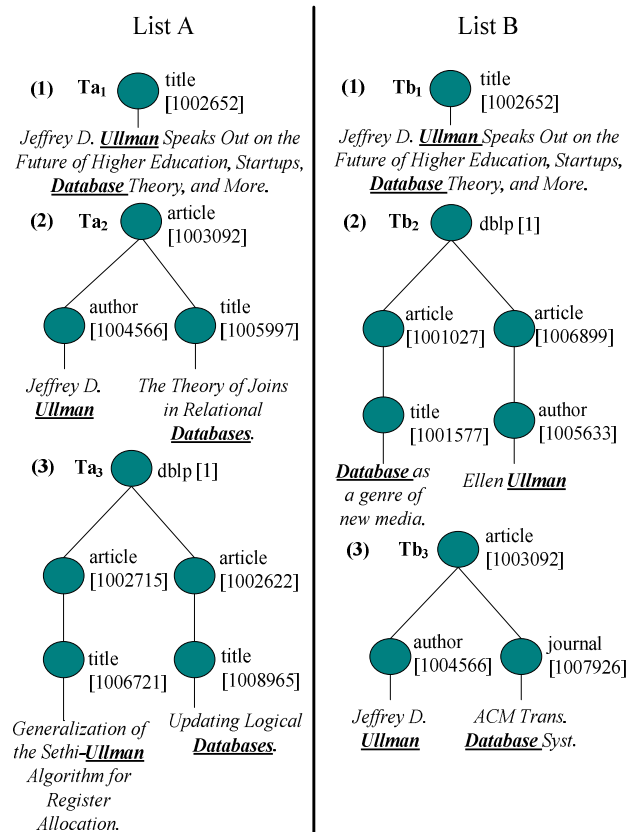 List A
(1) Ta1 title
[1002652]
Jeffrey D. Ullman Speaks Out on the
Future of Higher Education, Startups,
Database Theory, and More.
(2) Ta2 article
[1003092]
author
[1004566]
title
[1005997]
Jeffrey D.
Ullman
The Theory of Joins
in Relational
Databases.
(3) Ta3 dblp [1]
article
[1002715]
article
[1002622]
title
[1006721]
title
[1008965]
Generalization of
the Sethi-Ullman
Algorithm for
Register
Allocation.
Updating Logical
Databases.
List B
(1) Tb1 title
[1002652]
Jeffrey D. Ullman Speaks Out on the
Future of Higher Education, Startups,
Database Theory, and More.
(2) Tb2 dblp [1]
article
[1001027]
article
[1006899]
title
[1001577]
author
[1005633]
Database as
a genre of
new media.
Ellen Ullman
(3) Tb3 article
[1003092]
author
[1004566]
journal
[1007926]
Jeffrey D.
Ullman
ACM Trans.
Database Syst.